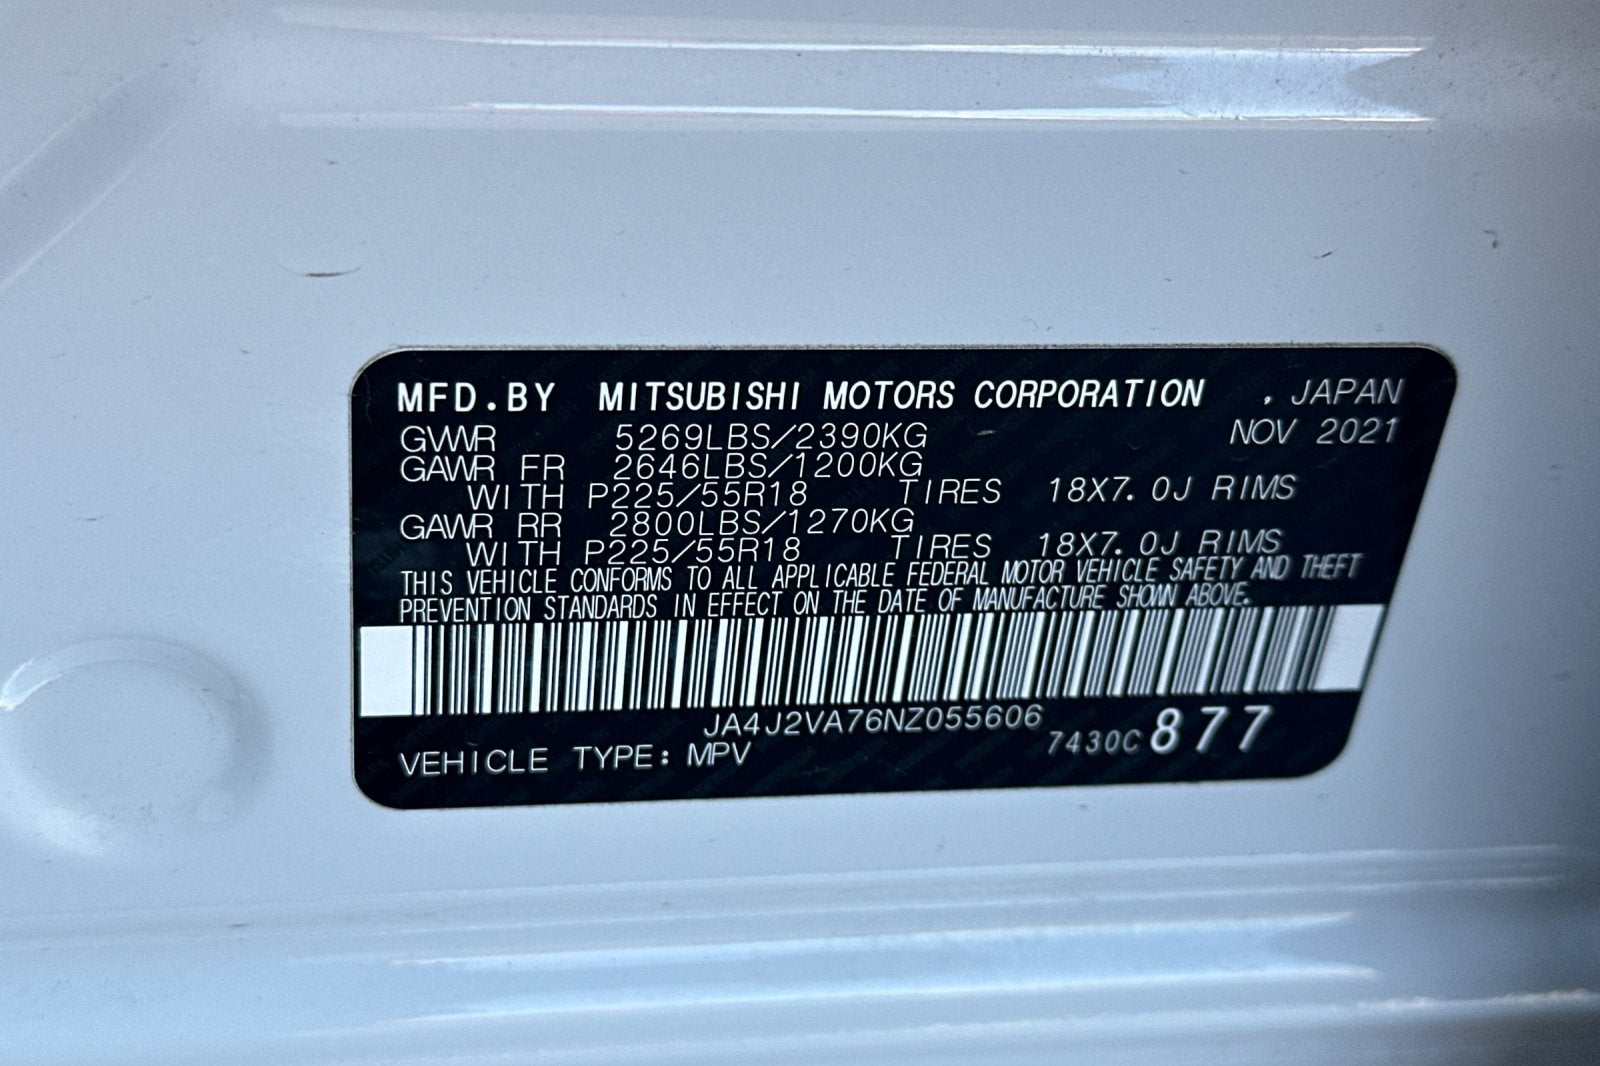 MFD.BY MITSUBISHI MOTORS CORPORATION , JAPAN
GVWR 5269LBS/2390KG NOV 2021
GAWR FR 2646LBS/1200KG
WITH P225/55R18 TIRES 18X7.0J RIMS
GAWR RR 2800LBS/1270KG
WITH P225/55R18 TIRES 18X7.0J RIMS
THIS VEHICLE CONFORMS TO ALL APPLICABLE FEDERAL MOTOR VEHICLE SAFETY AND THEFT
PREVENTION STANDARDS IN EFFECT ON THE DATE OF MANUFACTURE SHOWN ABOVE.
JA4J2VA76NZ055606
VEHICLE TYPE: MPV 7430C 877